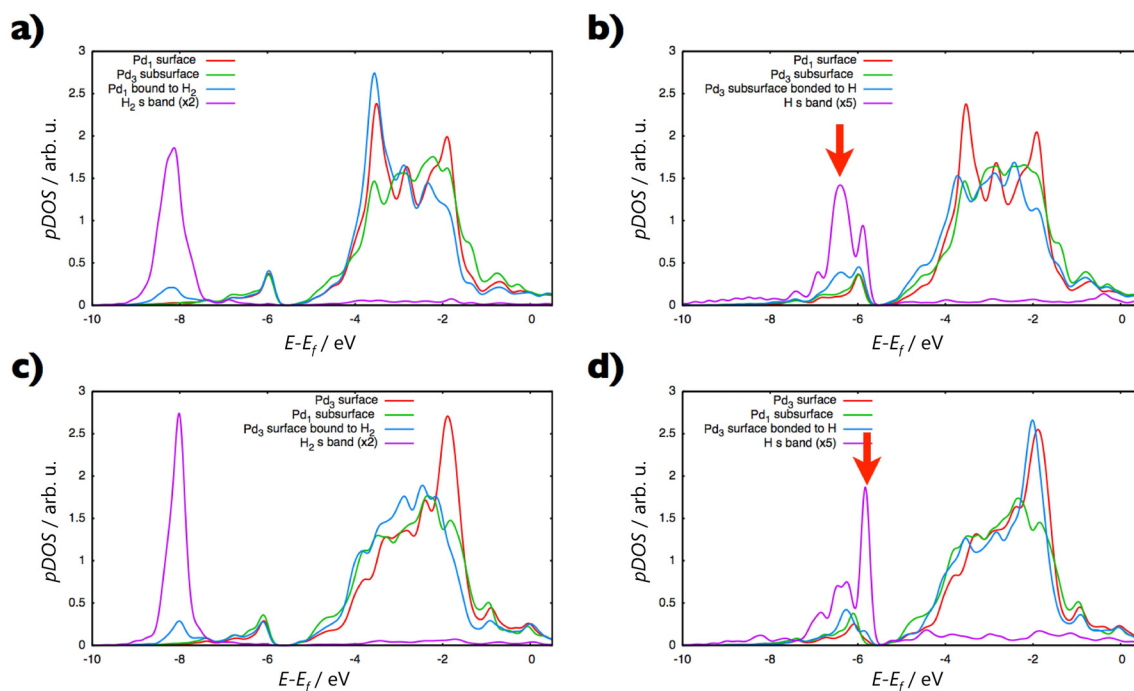 a)
3
2.5
2
1.5
1
0.5
0
pDOS / arb. u.
Pd1 surface
Pd3 subsurface
Pd1 bound to H2
H2 s band (x2)
-10 -8 -6 -4 -2 0
E-Ef / eV
b)
3
2.5
2
1.5
1
0.5
0
pDOS / arb. u.
Pd1 surface
Pd3 subsurface
Pd3 subsurface bonded to H
H s band (x5)
-10 -8 -6 -4 -2 0
E-Ef / eV
c)
3
2.5
2
1.5
1
0.5
0
pDOS / arb. u.
Pd3 surface
Pd1 subsurface
Pd3 surface bound to H2
H2 s band (x2)
-10 -8 -6 -4 -2 0
E-Ef / eV
d)
3
2.5
2
1.5
1
0.5
0
pDOS / arb. u.
Pd3 surface
Pd1 subsurface
Pd3 surface bonded to H
H s band (x5)
-10 -8 -6 -4 -2 0
E-Ef / eV